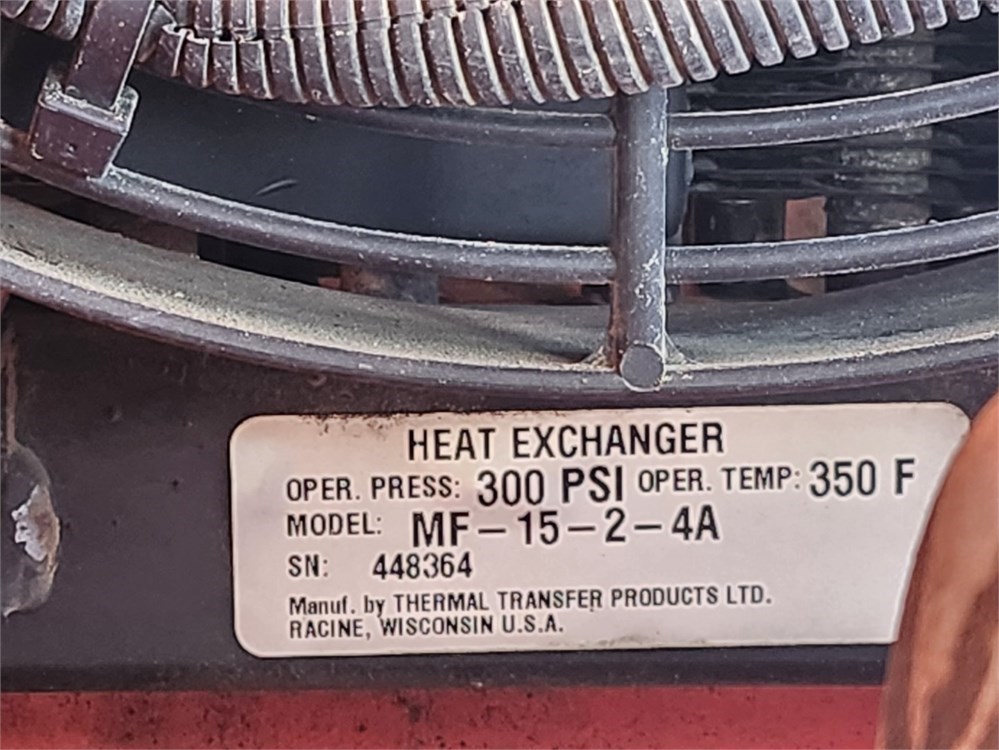 HEAT EXCHANGER
OPER. PRESS: 300 PSI OPER. TEMP: 350 F
MODEL: MF-15-2-4A
SN: 448364
Manuf. by THERMAL TRANSFER PRODUCTS LTD.
RACINE, WISCONSIN U.S.A.